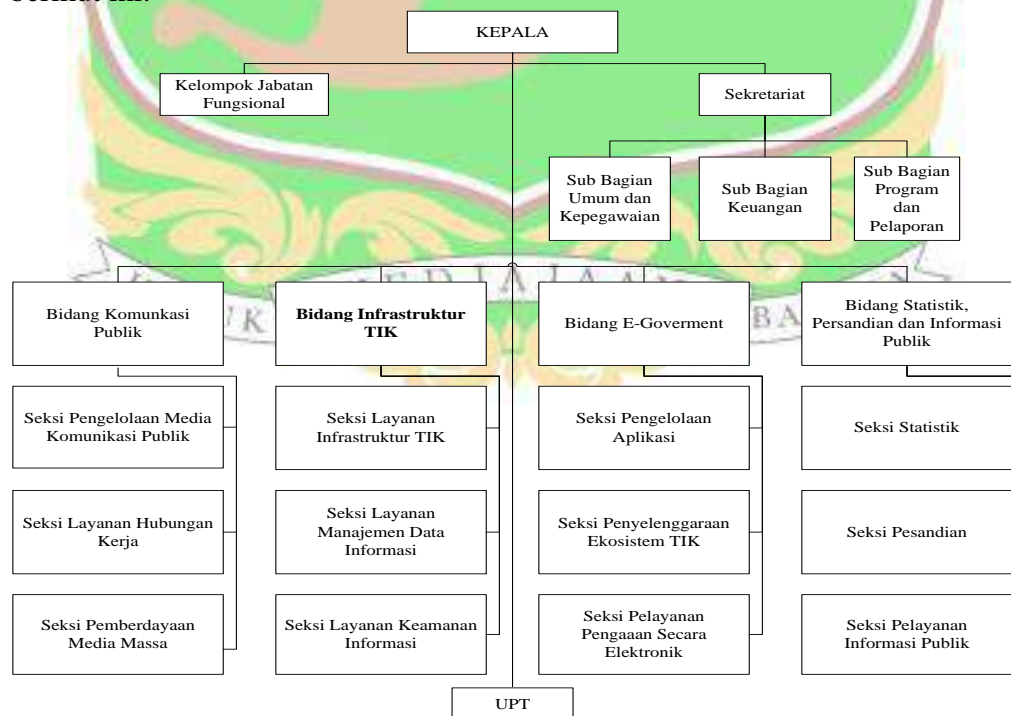 KEPALA
Kelompok Jabatan
Fungsional
Sekretariat
Sub Bagian
Umum dan
Kepegawaian
Sub Bagian
Keuangan
Sub Bagian
Program
dan
Pelaporan
Bidang Komunkasi
Publik
Bidang Infrastruktur
TIK
Bidang E-Goverment
Bidang Statistik,
Persandian dan Informasi
Publik
Seksi Pengelolaan Media
Komunikasi Publik
Seksi Layanan
Infrastruktur TIK
Seksi Pengelolaan
Aplikasi
Seksi Statistik
Seksi Layanan Hubungan
Kerja
Seksi Layanan
Manajemen Data
Informasi
Seksi Penyelenggaraan
Ekosistem TIK
Seksi Pesandian
Seksi Pemberdayaan
Media Massa
Seksi Layanan Keamanan
Informasi
Seksi Pelayanan
Pengaaan Secara
Elektronik
Seksi Pelayanan
Informasi Publik
UPT